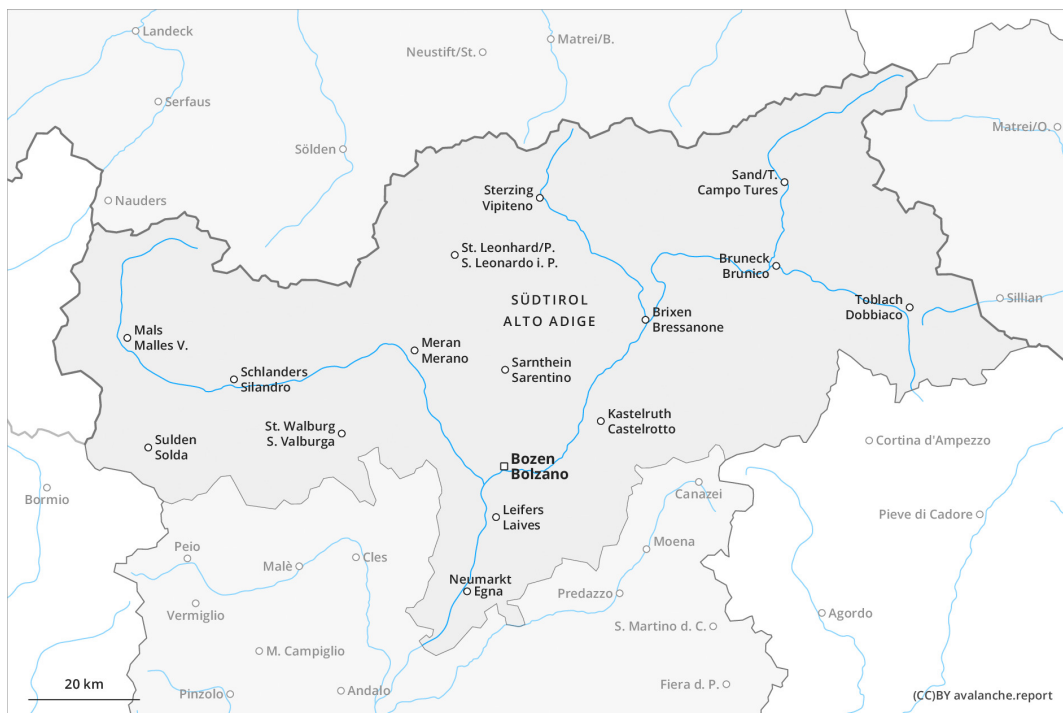 Landeck
Matrei/B.
Neustift/St.
Serfaus
Matrei/O.
Sölden
Sand/T.
Campo Tures
Sterzing
Vipiteno
Nauders
St. Leonhard/P.
S. Leonardo i. P.
Bruneck
Brunico
SÜDTIROL
ALTO ADIGE
Toblach
Dobbiaco
Sillian
Brixen
Bressanone
Mals
Malles V.
Meran
Merano
Sarnthein
Sarentino
Schlanders
Silandro
Kastelruth
Castelrotto
St. Walburg
S. Valburga
Sulden
Solda
Cortina d'Ampezzo
Bozen
Bolzano
Bormio
Canazei
Leifers
Laives
Pieve di Cadore
Peio
Moena
Cles
Malè
Neumarkt
Egna
Predazzo
Vermiglio
Agordo
S. Martino d. C.
M. Campiglio
20 km
Pinzolo
Andalo
Fiera d. P.
(CC)BY avalanche.report